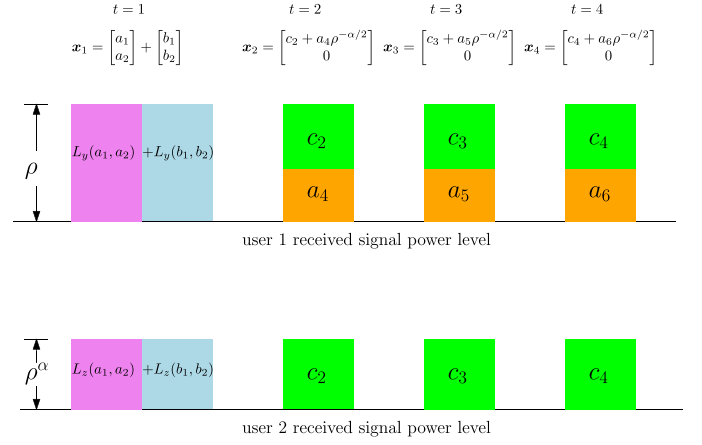 t = 1 t = 2 t = 3 t = 4
x₁ = [a₁ a₂] + [b₁ b₂] x₂ = [c₂ + a₄ρ^{−α/2} 0] x₃ = [c₃ + a₅ρ^{−α/2} 0] x₄ = [c₄ + a₆ρ^{−α/2} 0]
c₂ c₃ c₄
L_y(a₁, a₂) +L_y(b₁, b₂)
ρ
a₄ a₅ a₆
user 1 received signal power level
ρ^α
L_z(a₁, a₂) +L_z(b₁, b₂) c₂ c₃ c₄
user 2 received signal power level